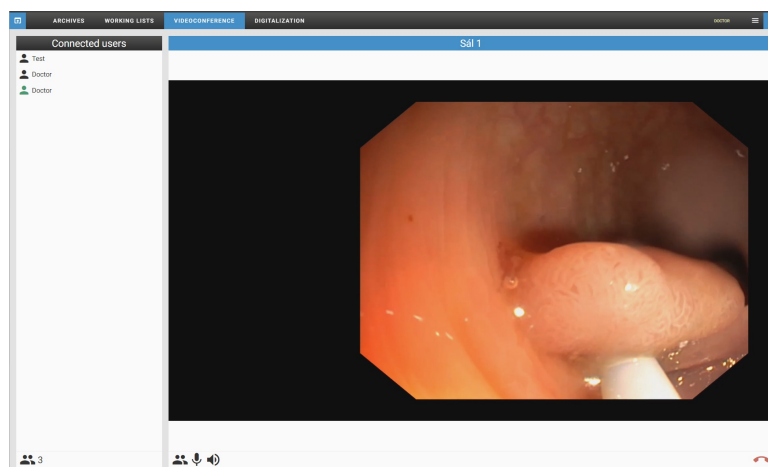 ARCHIVES WORKING LISTS VIDEOCONFERENCE DIGITALIZATION DOCTOR
Connected users
Sál 1
Test
Doctor
Doctor
3